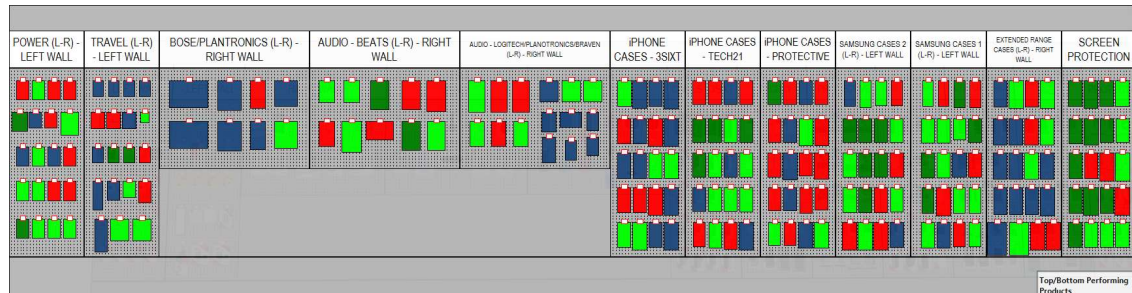 POWER (L-R) -
LEFT WALL
TRAVEL (L-R)
- LEFT WALL
BOSE/PLANTRONICS (L-R) -
RIGHT WALL
AUDIO - BEATS (L-R) - RIGHT
WALL
AUDIO - LOGITECH/PLANOTRONICS/BRAVEN
(L-R) - RIGHT WALL
iPHONE
CASES - 3SIXT
iPHONE CASES
- TECH21
iPHONE CASES
- PROTECTIVE
SAMSUNG CASES 2
(L-R) - LEFT WALL
SAMSUNG CASES 1
(L-R) - LEFT WALL
EXTENDED RANGE
CASES (L-R) - RIGHT
WALL
SCREEN
PROTECTION
Top/Bottom Performing
Products